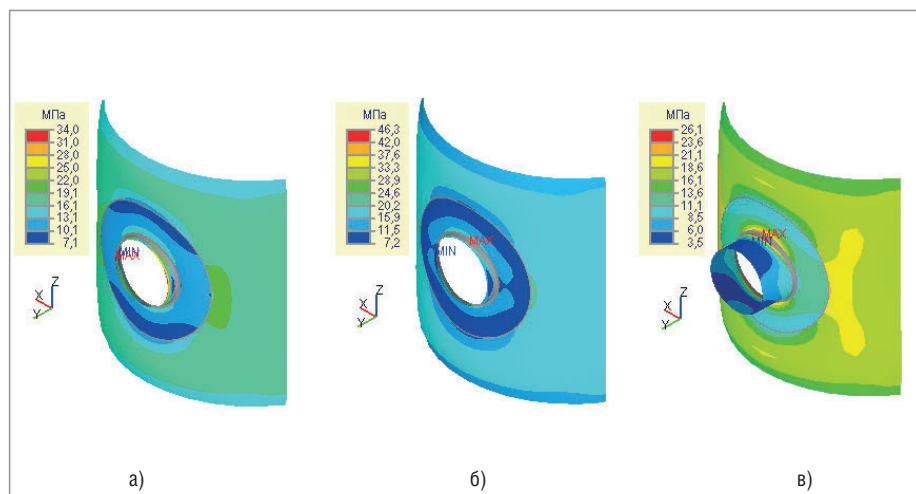 МПа
34,0
31,0
28,0
25,0
22,0
19,1
16,1
13,1
10,1
7,1
MIN
MAX
X
Y
Z
а)
МПа
46,3
42,0
37,6
33,3
28,9
24,6
20,2
15,9
11,5
7,2
MAX
MIN
X
Y
Z
б)
МПа
26,1
23,6
21,1
18,6
16,1
13,6
11,1
8,5
6,0
3,5
MAX
MIN
X
Y
Z
в)